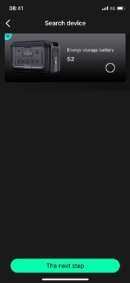 08:41
Search device
Energy storage battery
S2
The next step